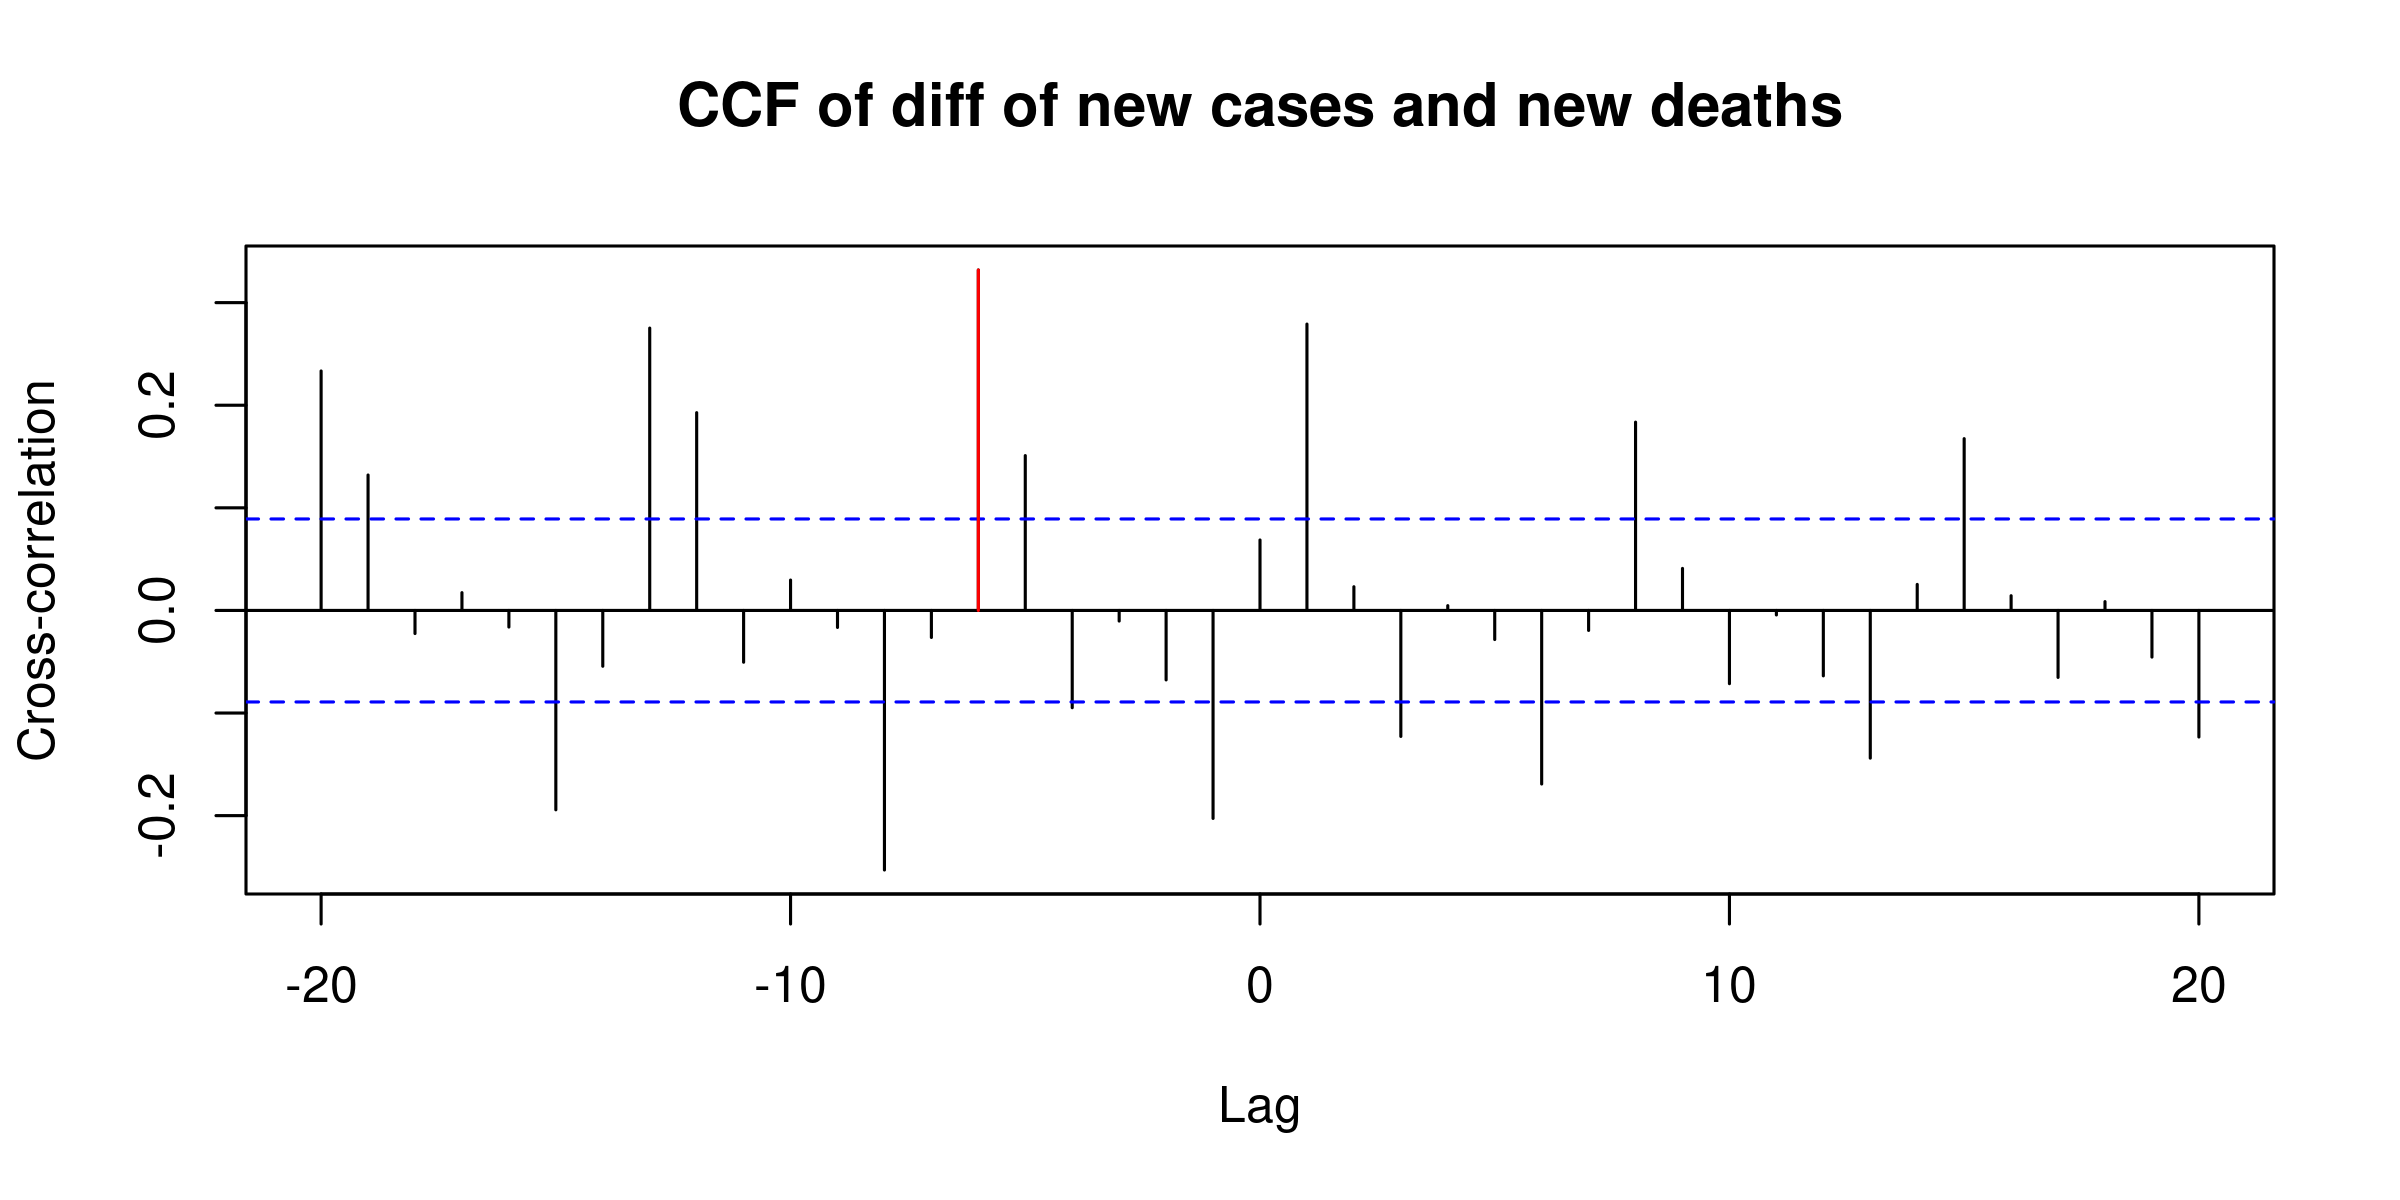 CCF of diff of new cases and new deaths
Cross-correlation
0.2
0.0
-0.2
-20 -10 0 10 20
Lag